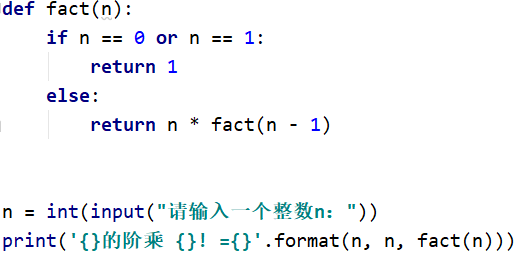 def fact(n):
    if n == 0 or n == 1:
        return 1
    else:
        return n * fact(n - 1)
n = int(input("请输入一个整数n："))
print('{}的阶乘 {}! ={}'.format(n, n, fact(n)))